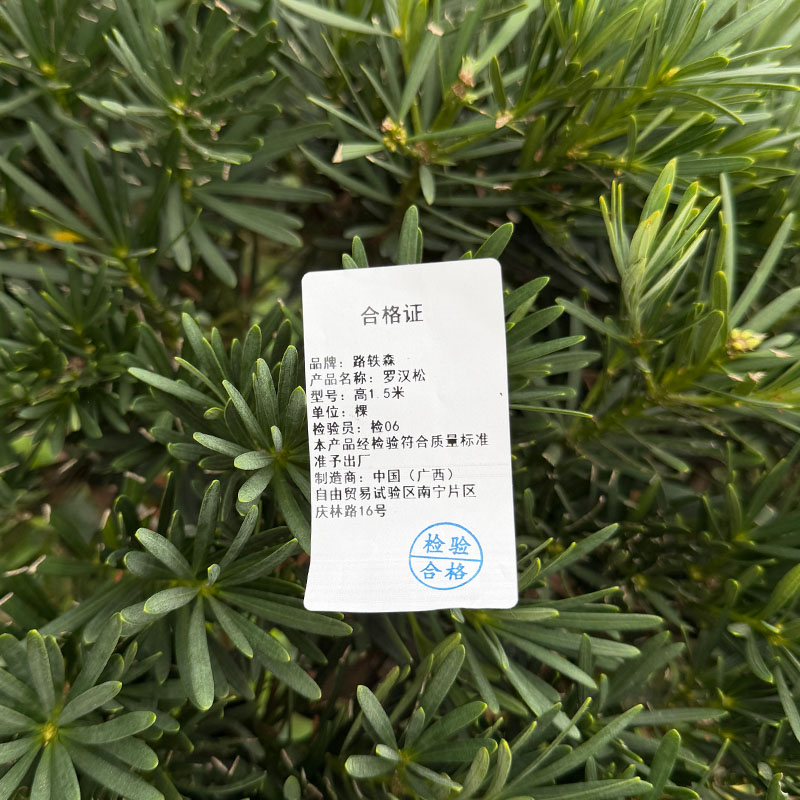 合格证
品牌：路轶森
产品名称：罗汉松
型号：高1.5米
单位：棵
检验员：检06
本产品经检验符合质量标准
准予出厂
制造商：中国（广西）
自由贸易试验区南宁片区
庆林路16号
检验
合格